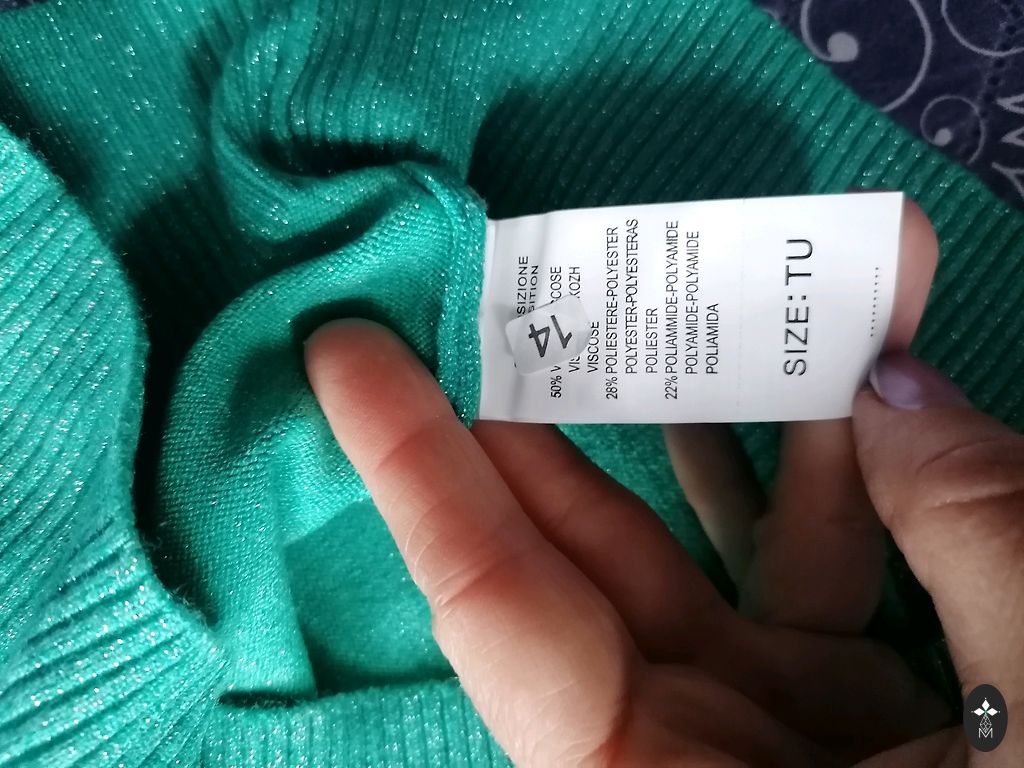 SIZIONE
SITION
50% V COSE
VIS KOZH
VISCOSE
28% POLIESTERE-POLYESTER
POLYESTER-POLYESTERAS
POLIESTER
22% POLIAMMIDE-POLYAMIDE
POLYAMIDE-POLYAMIDE
POLIAMIDA
SIZE: TU
14
M